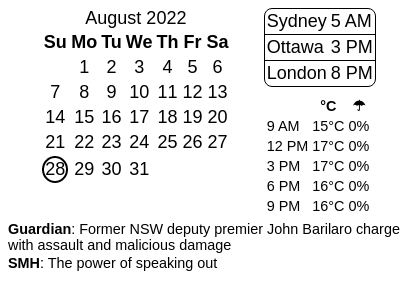 August 2022
Su Mo Tu We Th Fr Sa
1 2 3 4 5 6
7 8 9 10 11 12 13
14 15 16 17 18 19 20
21 22 23 24 25 26 27
28 29 30 31
Sydney 5 AM
Ottawa 3 PM
London 8 PM
°C ☂
9 AM 15°C 0%
12 PM 17°C 0%
3 PM 17°C 0%
6 PM 16°C 0%
9 PM 16°C 0%
Guardian: Former NSW deputy premier John Barilaro charge
with assault and malicious damage
SMH: The power of speaking out